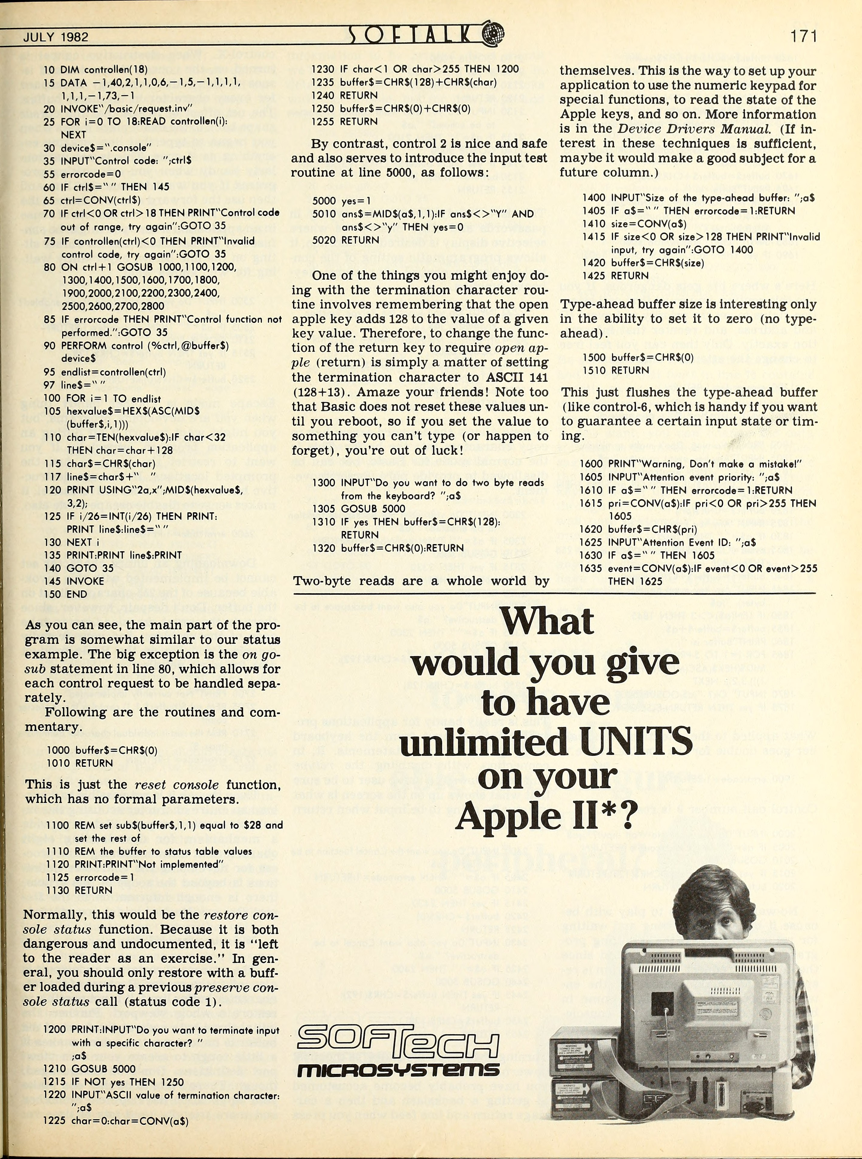 JULY 1982
SOFTALK
171
10 DIM controllen(18)
15 DATA −1,40,2,1,1,0,6,−1,5,−1,1,1,1,
1,1,1,−1,73,−1
20 INVOKE"/basic/request.inv"
25 FOR i=0 TO 18:READ controllen(i):
NEXT
30 device$=".console"
35 INPUT"Control code: ";ctrl$
55 errorcode=0
60 IF ctrl$=" " THEN 145
65 ctrl=CONV(ctrl$)
70 IF ctrl<0 OR ctrl>18 THEN PRINT"Control code
out of range, try again":GOTO 35
75 IF controllen(ctrl)<0 THEN PRINT"Invalid
control code, try again":GOTO 35
80 ON ctrl+1 GOSUB 1000,1100,1200,
1300,1400,1500,1600,1700,1800,
1900,2000,2100,2200,2300,2400,
2500,2600,2700,2800
85 IF errorcode THEN PRINT"Control function not
performed.":GOTO 35
90 PERFORM control (%ctrl,@buffer$)
device$
95 endlist=controllen(ctrl)
97 line$=" "
100 FOR i=1 TO endlist
105 hexvalue$=HEX$(ASC(MID$
(buffer$,i,1)))
110 char=TEN(hexvalue$):IF char<32
THEN char=char+128
115 char$=CHR$(char)
117 line$=char$+"  "
120 PRINT USING"2a,x";MID$(hexvalue$,
3,2);
125 IF i/26=INT(i/26) THEN PRINT:
PRINT line$:line$=" "
130 NEXT i
135 PRINT:PRINT line$:PRINT
140 GOTO 35
145 INVOKE
150 END
As you can see, the main part of the pro-
gram is somewhat similar to our status
example. The big exception is the on go-
sub statement in line 80, which allows for
each control request to be handled sepa-
rately.
Following are the routines and com-
mentary.
1000 buffer$=CHR$(0)
1010 RETURN
This is just the reset console function,
which has no formal parameters.
1100 REM set sub$(buffer$,1,1) equal to $28 and
set the rest of
1110 REM the buffer to status table values
1120 PRINT:PRINT"Not implemented"
1125 errorcode=1
1130 RETURN
Normally, this would be the restore con-
sole status function. Because it is both
dangerous and undocumented, it is "left
to the reader as an exercise." In gen-
eral, you should only restore with a buff-
er loaded during a previous preserve con-
sole status call (status code 1).
1200 PRINT:INPUT"Do you want to terminate input
with a specific character? "
;a$
1210 GOSUB 5000
1215 IF NOT yes THEN 1250
1220 INPUT"ASCII value of termination character:
";a$
1225 char=0:char=CONV(a$)
1230 IF char<1 OR char>255 THEN 1200
1235 buffer$=CHR$(128)+CHR$(char)
1240 RETURN
1250 buffer$=CHR$(0)+CHR$(0)
1255 RETURN
By contrast, control 2 is nice and safe
and also serves to introduce the input test
routine at line 5000, as follows:
5000 yes=1
5010 ans$=MID$(a$,1,1):IF ans$<>"Y" AND
ans$<>"y" THEN yes=0
5020 RETURN
One of the things you might enjoy do-
ing with the termination character rou-
tine involves remembering that the open
apple key adds 128 to the value of a given
key value. Therefore, to change the func-
tion of the return key to require open ap-
ple (return) is simply a matter of setting
the termination character to ASCII 141
(128+13). Amaze your friends! Note too
that Basic does not reset these values un-
til you reboot, so if you set the value to
something you can't type (or happen to
forget), you're out of luck!
1300 INPUT"Do you want to do two byte reads
from the keyboard? ";a$
1305 GOSUB 5000
1310 IF yes THEN buffer$=CHR$(128):
RETURN
1320 buffer$=CHR$(0):RETURN
Two-byte reads are a whole world by
themselves. This is the way to set up your
application to use the numeric keypad for
special functions, to read the state of the
Apple keys, and so on. More information
is in the Device Drivers Manual. (If in-
terest in these techniques is sufficient,
maybe it would make a good subject for a
future column.)
1400 INPUT"Size of the type-ahead buffer: ";a$
1405 IF a$=" " THEN errorcode=1:RETURN
1410 size=CONV(a$)
1415 IF size<0 OR size>128 THEN PRINT"Invalid
input, try again":GOTO 1400
1420 buffer$=CHR$(size)
1425 RETURN
Type-ahead buffer size is interesting only
in the ability to set it to zero (no type-
ahead).
1500 buffer$=CHR$(0)
1510 RETURN
This just flushes the type-ahead buffer
(like control-6, which is handy if you want
to guarantee a certain input state or tim-
ing.
1600 PRINT"Warning, Don't make a mistake!"
1605 INPUT"Attention event priority: ";a$
1610 IF a$=" " THEN errorcode=1:RETURN
1615 pri=CONV(a$):IF pri<0 OR pri>255 THEN
1605
1620 buffer$=CHR$(pri)
1625 INPUT"Attention Event ID: ";a$
1630 IF a$=" " THEN 1605
1635 event=CONV(a$):IF event<0 OR event>255
THEN 1625
What
would you give
to have
unlimited UNITS
on your
Apple II*?
SOFTECH
MICROSYSTEMS